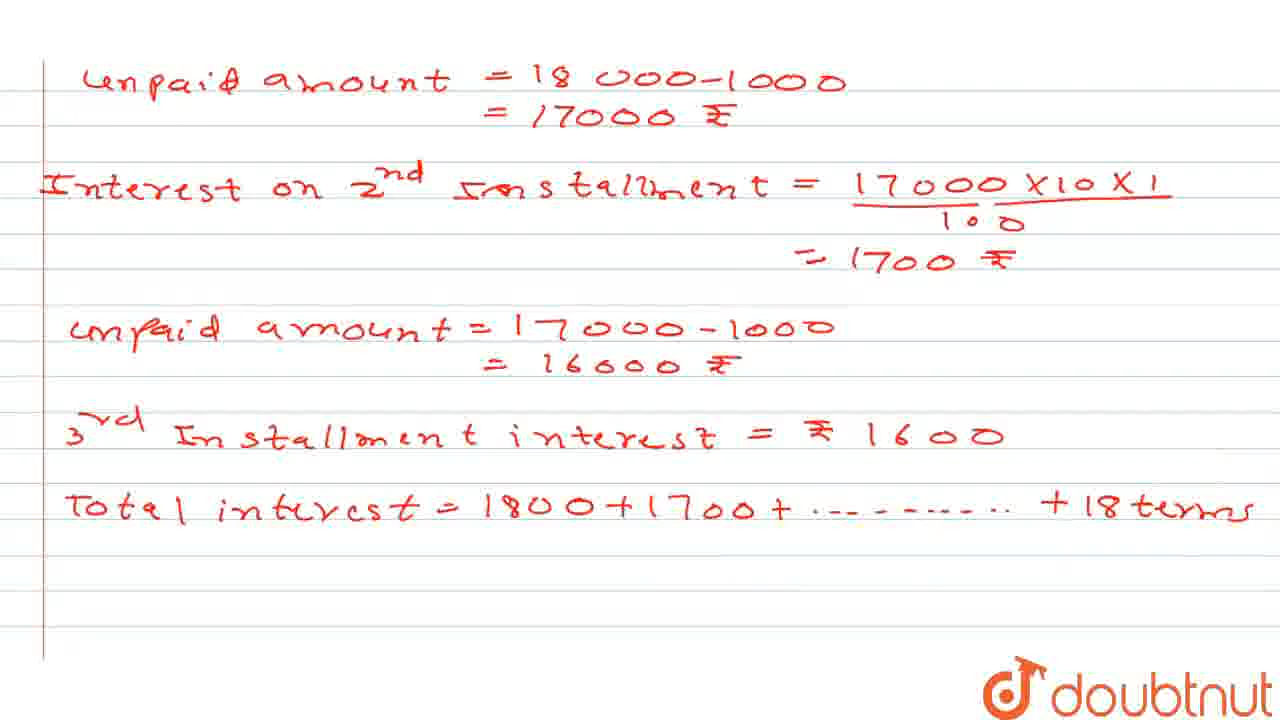 unpaid amount = 18 000-1000
= 17000 ₹
Interest on 2nd Installment = 17000 X10 X 1
100
= 1700 ₹
unpaid amount = 17000 - 1000
= 16000 ₹
3rd Installment interest = ₹ 1600
Total interest = 1800+1700+ ............ + 18 terms
doubtnut